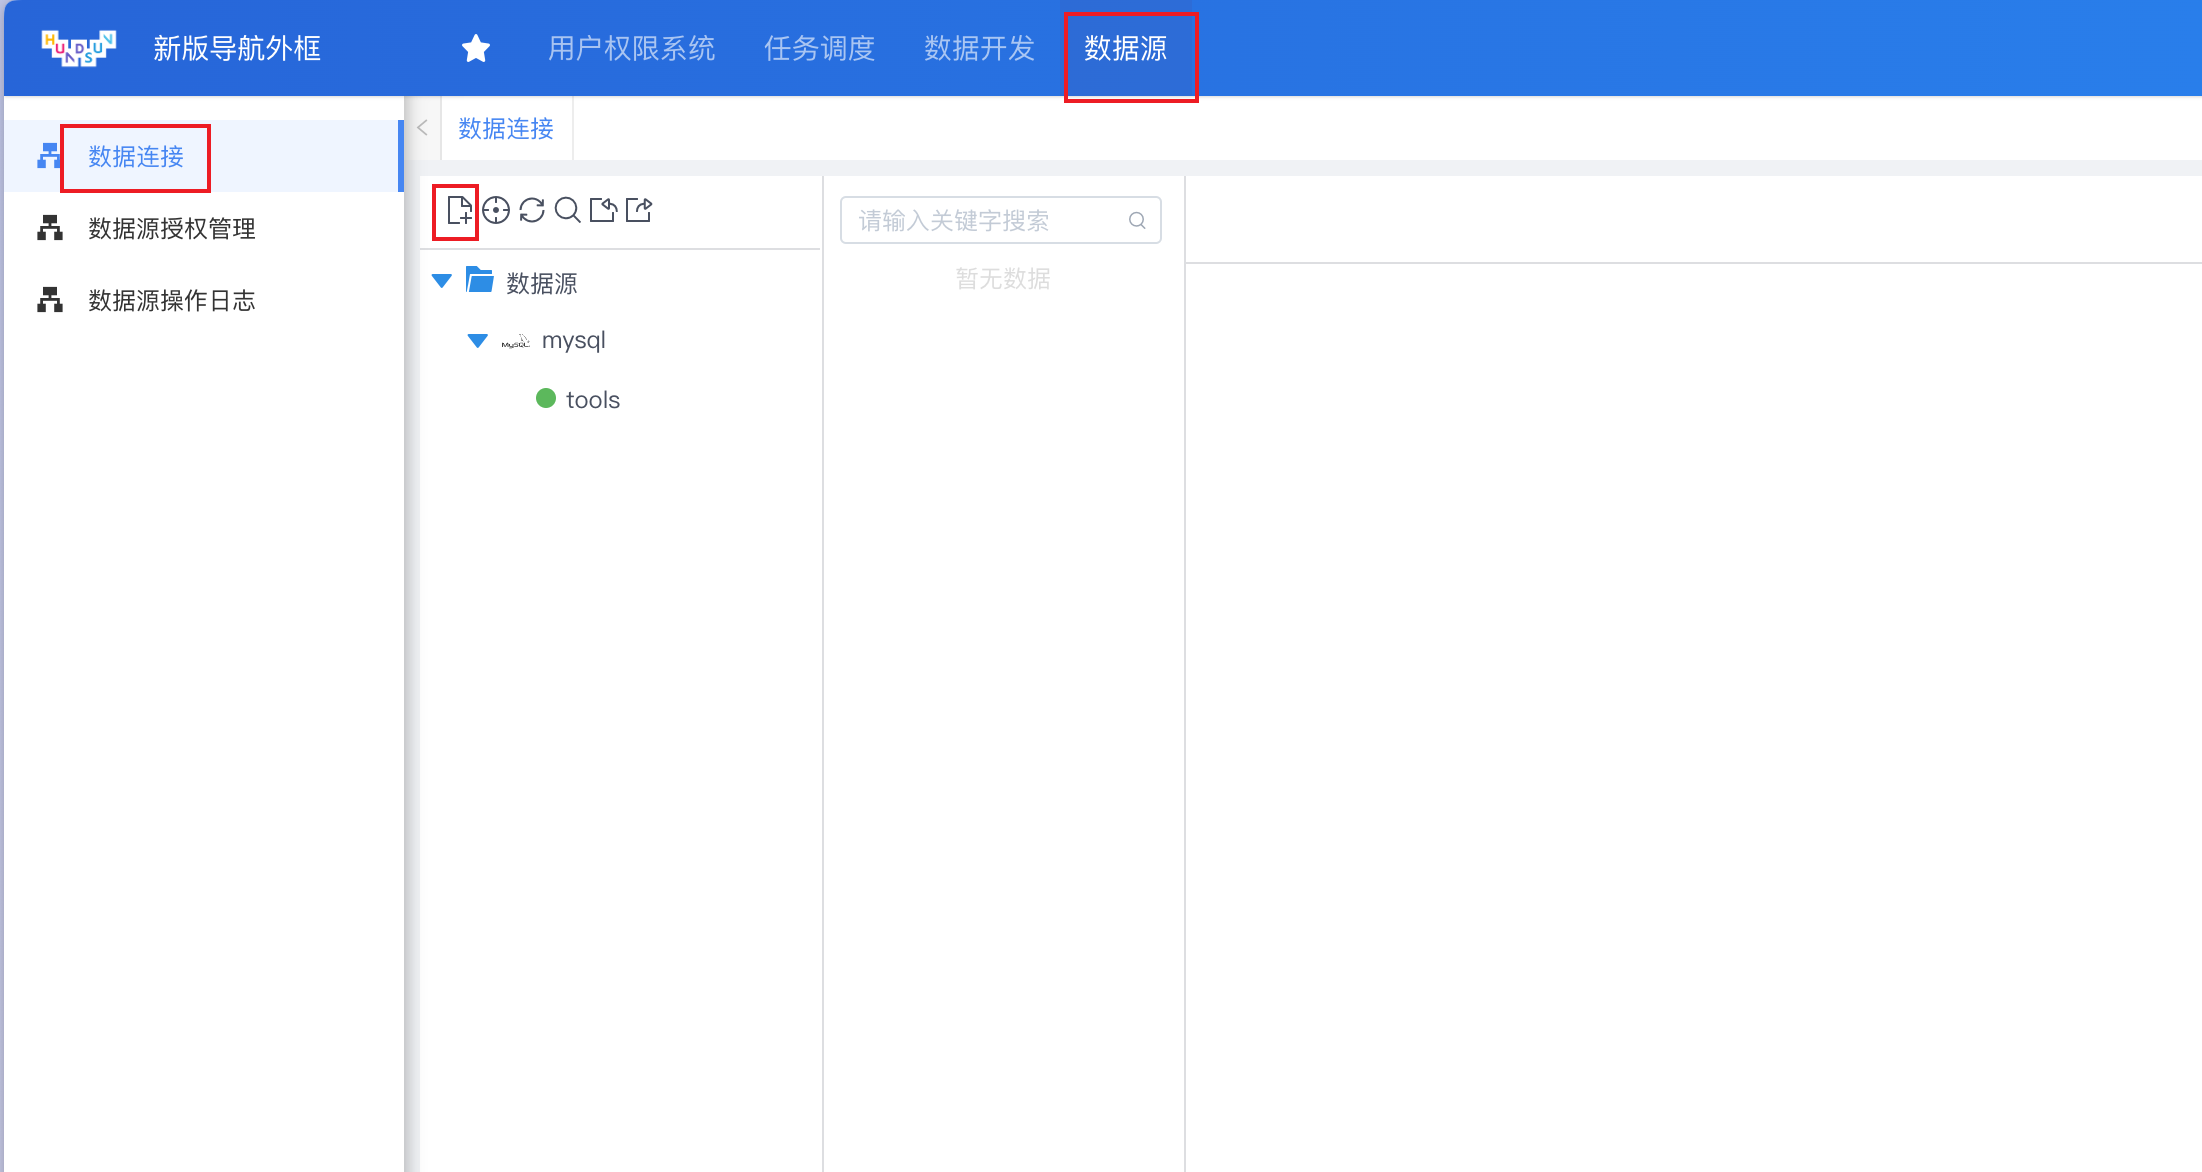 HUNDSUN
新版导航外框
用户权限系统
任务调度
数据开发
数据源
数据连接
数据源授权管理
数据源操作日志
数据连接
请输入关键字搜索
暂无数据
数据源
MySQL mysql
tools